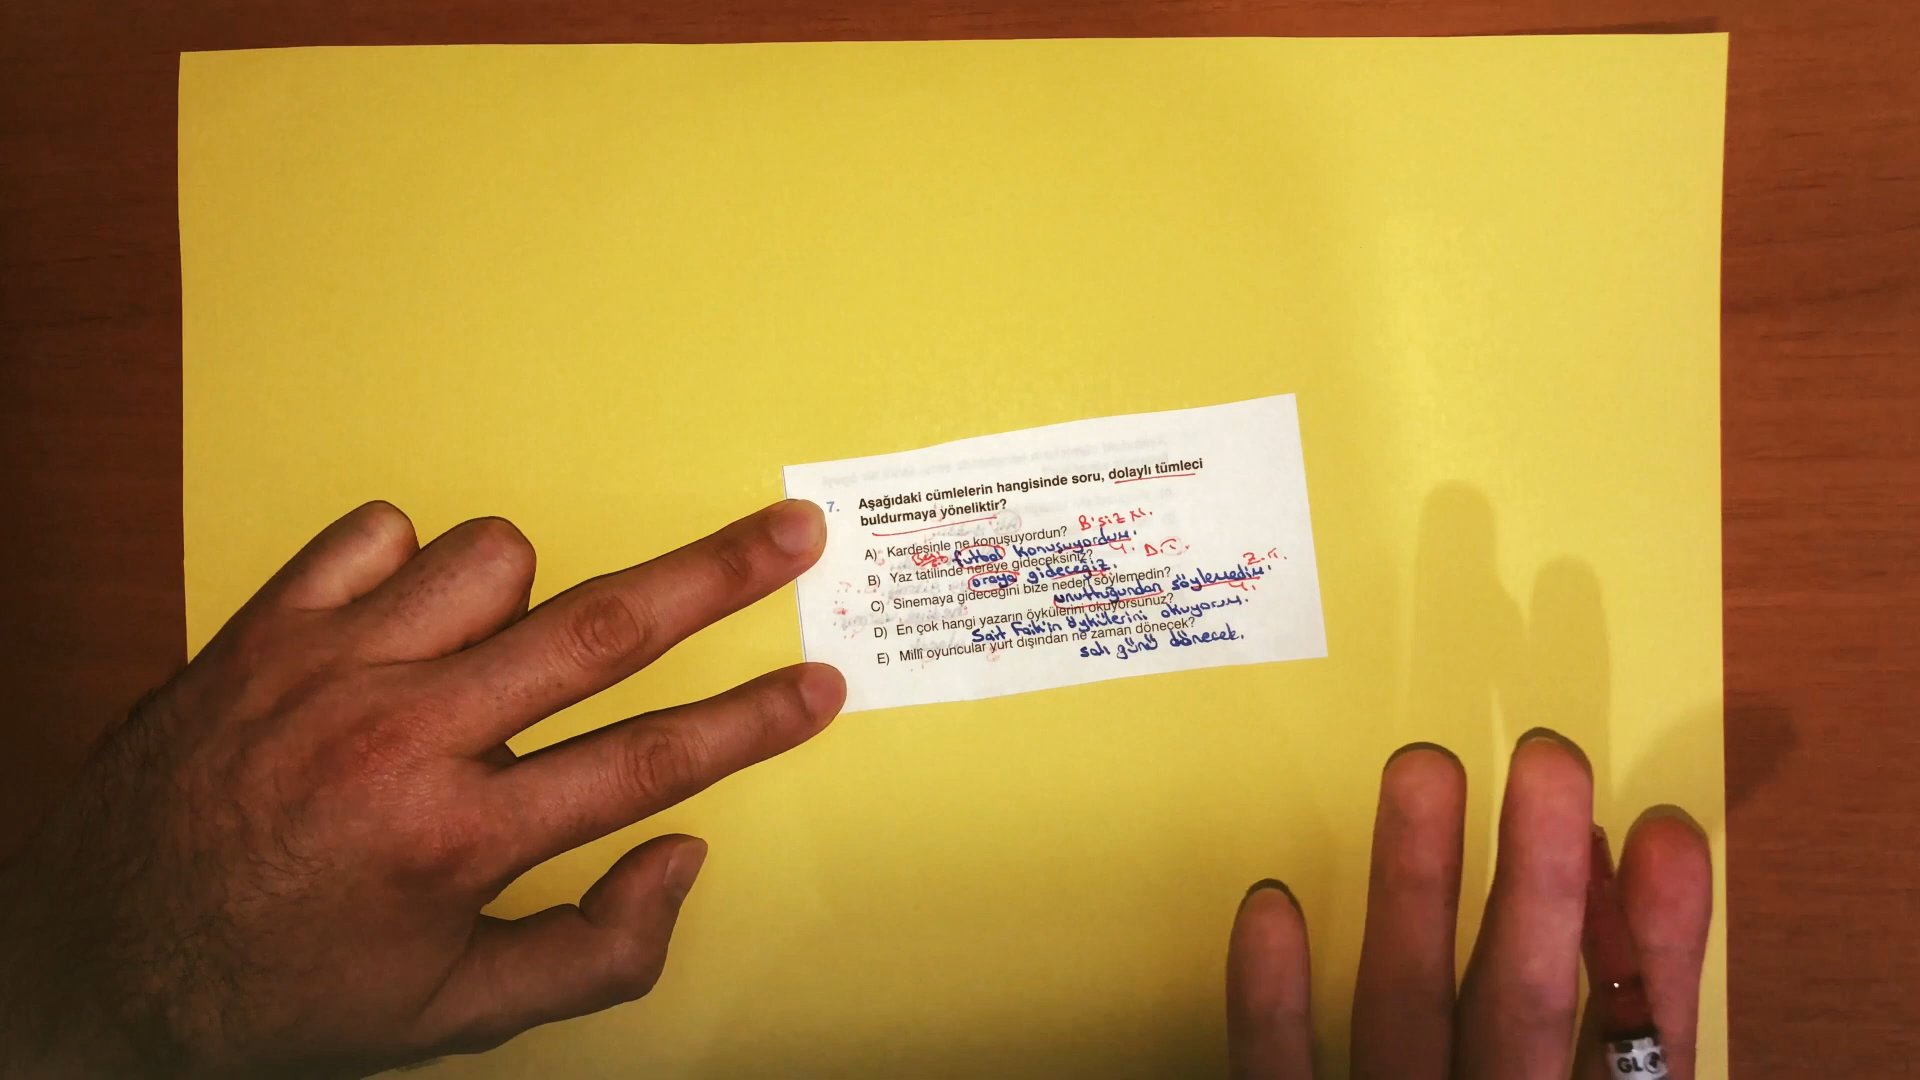 7. Aşağıdaki cümlelerin hangisinde soru, dolaylı tümleci
buldurmaya yöneliktir?
A) Kardeşinle ne konuşuyordun? B'siz N.
futbol konuşuyordum.
B) Yaz tatilinde nereye gideceksiniz? Y. D.T.
oraya gideceğiz.
C) Sinemaya gideceğini bize neden söylemedin? Z.T.
unuttuğundan söylemedim. Y.
D) En çok hangi yazarın öykülerini okuyorsunuz?
Sait Faik'in öykülerini okuyorum.
E) Millî oyuncular yurt dışından ne zaman dönecek?
salı günü dönecek.